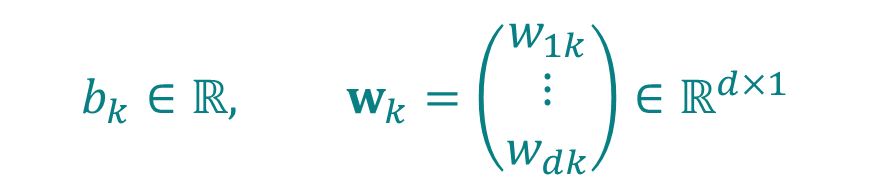 b_k ∈ ℝ, 𝐰_k = (w_{1k} ⋮ w_{dk}) ∈ ℝ^{d×1}